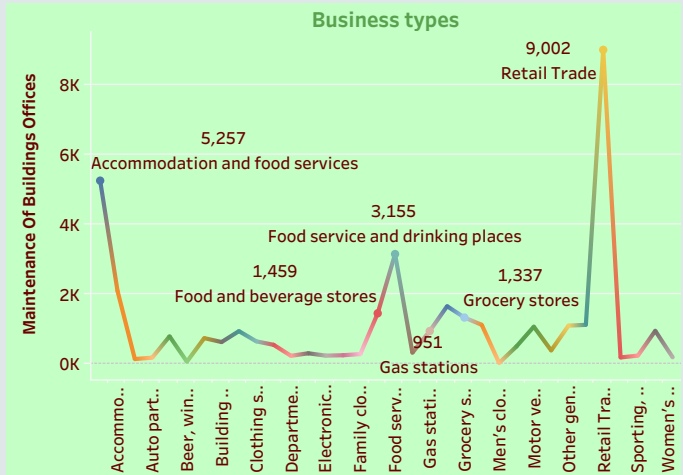 Business types
Maintenance Of Buildings Offices
8K
6K
4K
2K
0K
9,002
Retail Trade
5,257
Accommodation and food services
3,155
Food service and drinking places
1,459
Food and beverage stores
1,337
Grocery stores
951
Gas stations
Accommo..
Auto part..
Beer, win..
Building ..
Clothing s..
Departme..
Electronic..
Family clo..
Food serv..
Gas stati..
Grocery s..
Men's clo..
Motor ve..
Other gen..
Retail Tra..
Sporting, ..
Women's ..